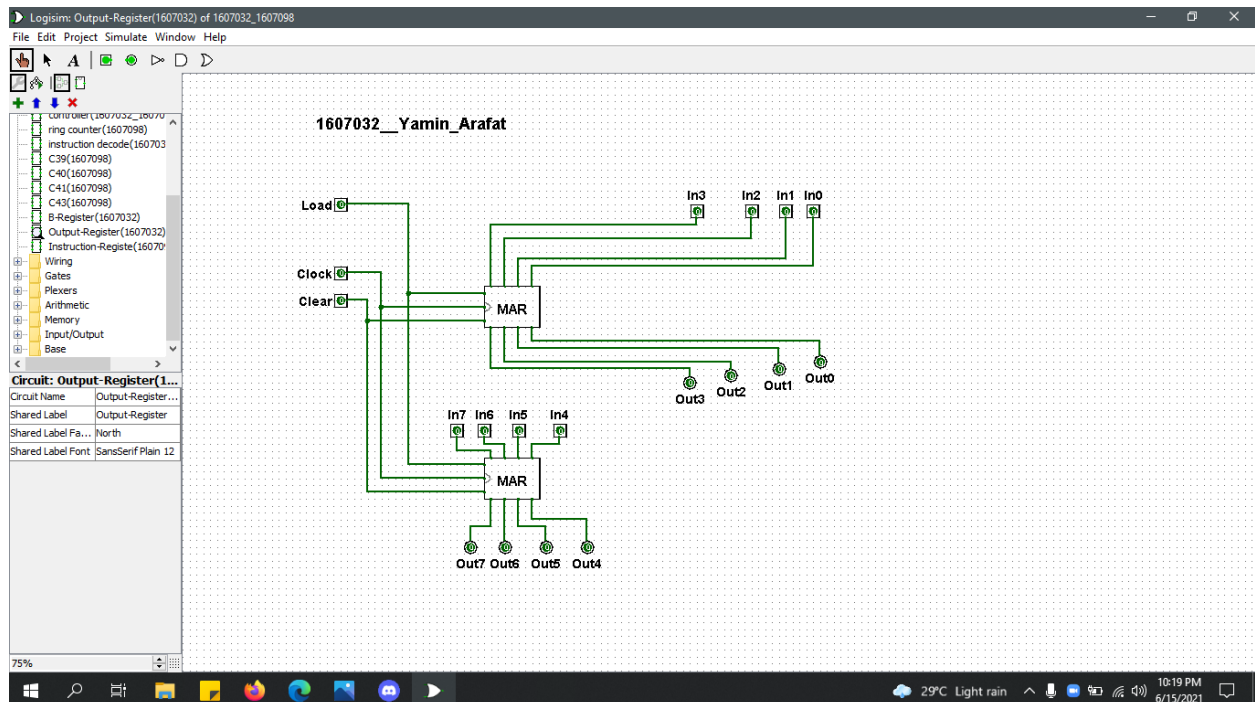 Logisim: Output-Register(1607032) of 1607032_1607098
File Edit Project Simulate Window Help
controller(1607032_16070
ring counter(1607098)
instruction decode(160703
C39(1607098)
C40(1607098)
C41(1607098)
C43(1607098)
B-Register(1607032)
Output-Register(1607032)
Instruction-Registe(16070
Wiring
Gates
Plexers
Arithmetic
Memory
Input/Output
Base
Circuit: Output-Register(1...
Circuit Name Output-Register...
Shared Label Output-Register
Shared Label Fa... North
Shared Label Font SansSerif Plain 12
75%
1607032__Yamin_Arafat
In3 In2 In1 In0
Load
Clock
Clear
MAR
Out3 Out2 Out1 Out0
In7 In6 In5 In4
MAR
Out7 Out6 Out5 Out4
29°C Light rain
10:19 PM
6/15/2021